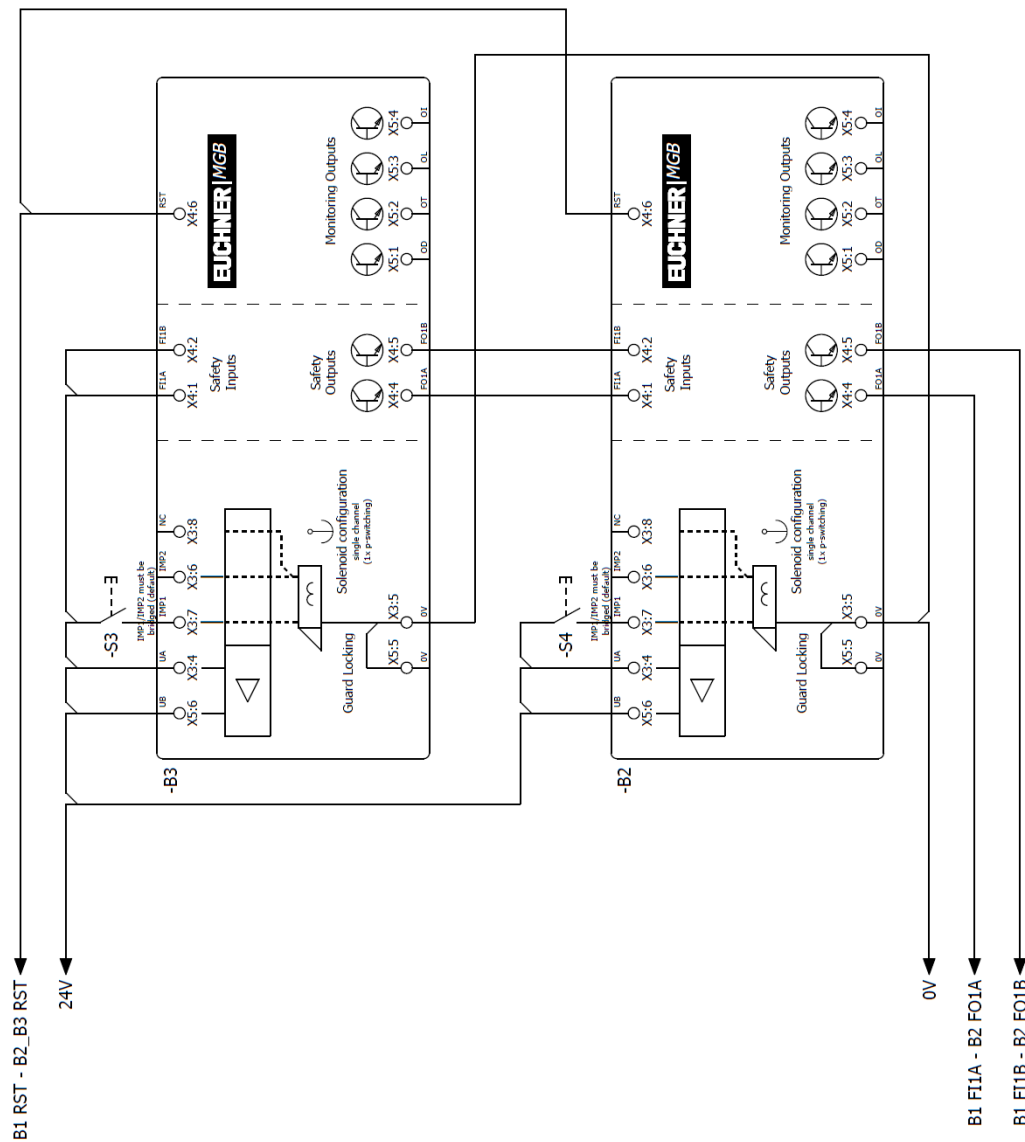 RST
X4:6
EUCHNER|MGB
Monitoring Outputs
X5:4
OI
X5:3
OL
X5:2
OT
X5:1
OD
FI1B
X4:2
FI1A
X4:1
Safety
Inputs
Safety
Outputs
X4:5
FO1B
X4:4
FO1A
NC
X3:8
IMP2
X3:6
IMP1
X3:7
IMP1/IMP2 must be
bridged (default)
-S3
Solenoid configuration
single channel
(1x p-switching)
UA
X3:4
UB
X5:6
Guard Locking
X3:5
0V
X5:5
0V
-B3
RST
X4:6
EUCHNER|MGB
Monitoring Outputs
X5:4
OI
X5:3
OL
X5:2
OT
X5:1
OD
FI1B
X4:2
FI1A
X4:1
Safety
Inputs
Safety
Outputs
X4:5
FO1B
X4:4
FO1A
NC
X3:8
IMP2
X3:6
IMP1
X3:7
IMP1/IMP2 must be
bridged (default)
-S4
Solenoid configuration
single channel
(1x p-switching)
UA
X3:4
UB
X5:6
Guard Locking
X3:5
0V
X5:5
0V
-B2
B1 RST - B2_B3 RST
24V
0V
B1 FI1A - B2 FO1A
B1 FI1B - B2 FO1B